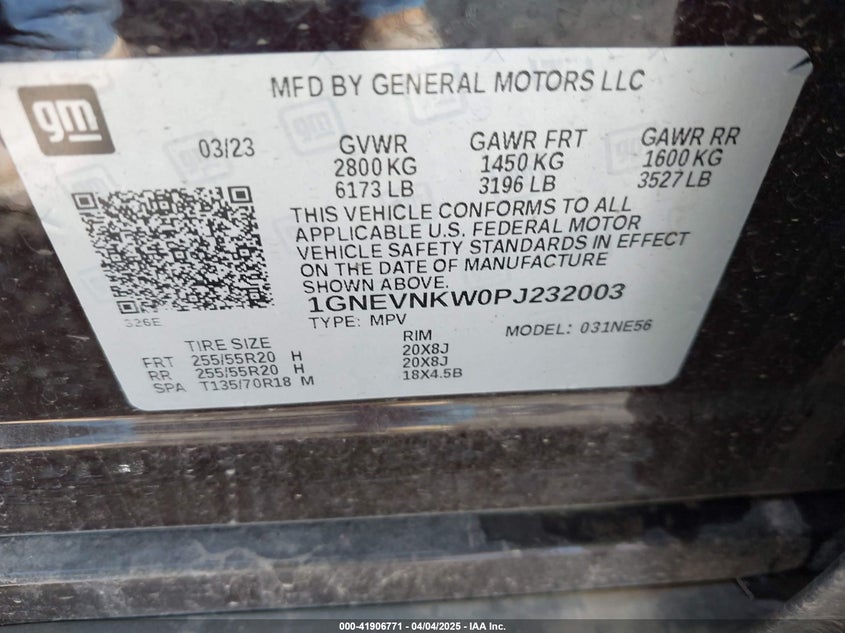 MFD BY GENERAL MOTORS LLC
gm
03/23
GVWR GAWR FRT GAWR RR
2800 KG 1450 KG 1600 KG
6173 LB 3196 LB 3527 LB
THIS VEHICLE CONFORMS TO ALL
APPLICABLE U.S. FEDERAL MOTOR
VEHICLE SAFETY STANDARDS IN EFFECT
ON THE DATE OF MANUFACTURE
SHOWN ABOVE.
1GNEVNKW0PJ232003
326E
TYPE: MPV MODEL: 031NE56
TIRE SIZE RIM
FRT 255/55R20 H 20X8J
RR 255/55R20 H 20X8J
SPA T135/70R18 M 18X4.5B
000-41906771 - 04/04/2025 - IAA Inc.